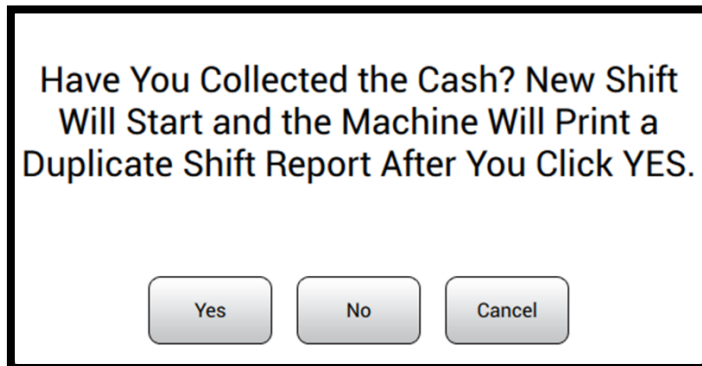 Have You Collected the Cash? New Shift
Will Start and the Machine Will Print a
Duplicate Shift Report After You Click YES.
Yes No Cancel